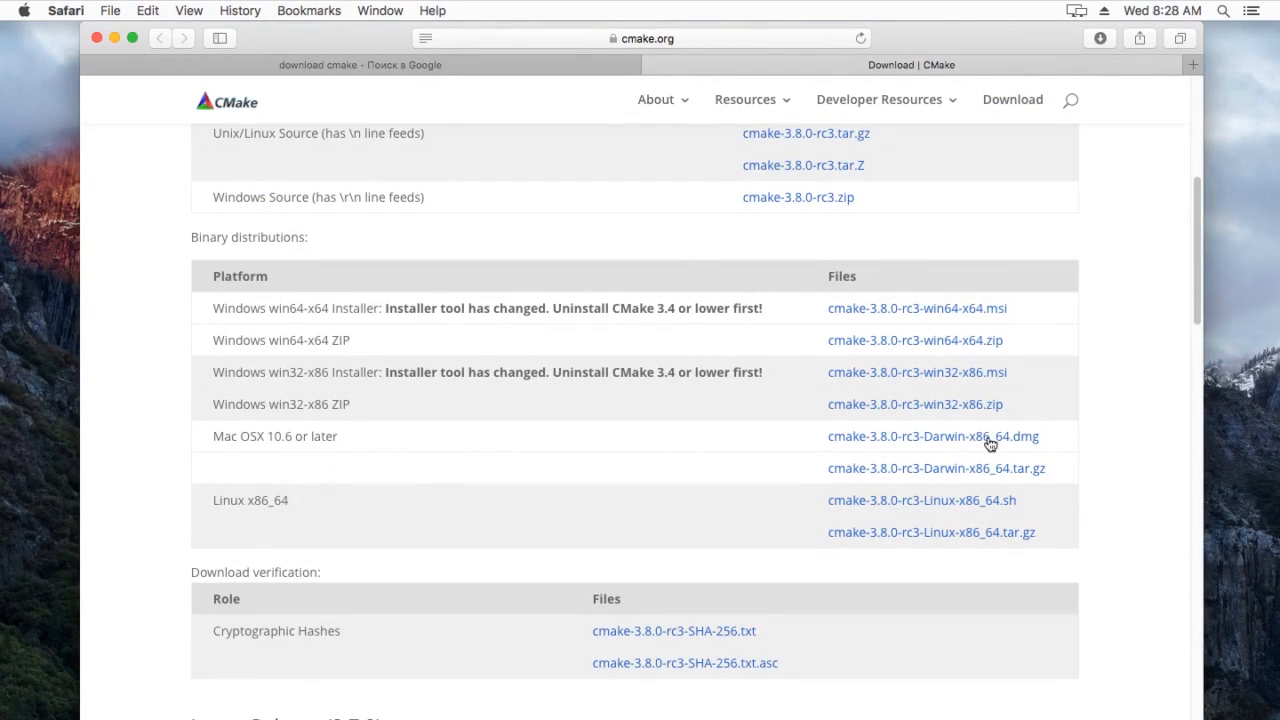 Safari File Edit View History Bookmarks Window Help Wed 8:28 AM
cmake.org
download cmake - Поиск в Google Download | CMake
CMake About Resources Developer Resources Download
Unix/Linux Source (has \n line feeds) cmake-3.8.0-rc3.tar.gz
cmake-3.8.0-rc3.tar.Z
Windows Source (has \r\n line feeds) cmake-3.8.0-rc3.zip
Binary distributions:
Platform Files
Windows win64-x64 Installer: Installer tool has changed. Uninstall CMake 3.4 or lower first! cmake-3.8.0-rc3-win64-x64.msi
Windows win64-x64 ZIP cmake-3.8.0-rc3-win64-x64.zip
Windows win32-x86 Installer: Installer tool has changed. Uninstall CMake 3.4 or lower first! cmake-3.8.0-rc3-win32-x86.msi
Windows win32-x86 ZIP cmake-3.8.0-rc3-win32-x86.zip
Mac OSX 10.6 or later cmake-3.8.0-rc3-Darwin-x86_64.dmg
cmake-3.8.0-rc3-Darwin-x86_64.tar.gz
Linux x86_64 cmake-3.8.0-rc3-Linux-x86_64.sh
cmake-3.8.0-rc3-Linux-x86_64.tar.gz
Download verification:
Role Files
Cryptographic Hashes cmake-3.8.0-rc3-SHA-256.txt
cmake-3.8.0-rc3-SHA-256.txt.asc